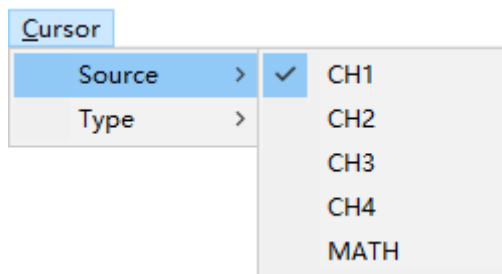 Cursor
Source > CH1
Type > CH2
CH3
CH4
MATH